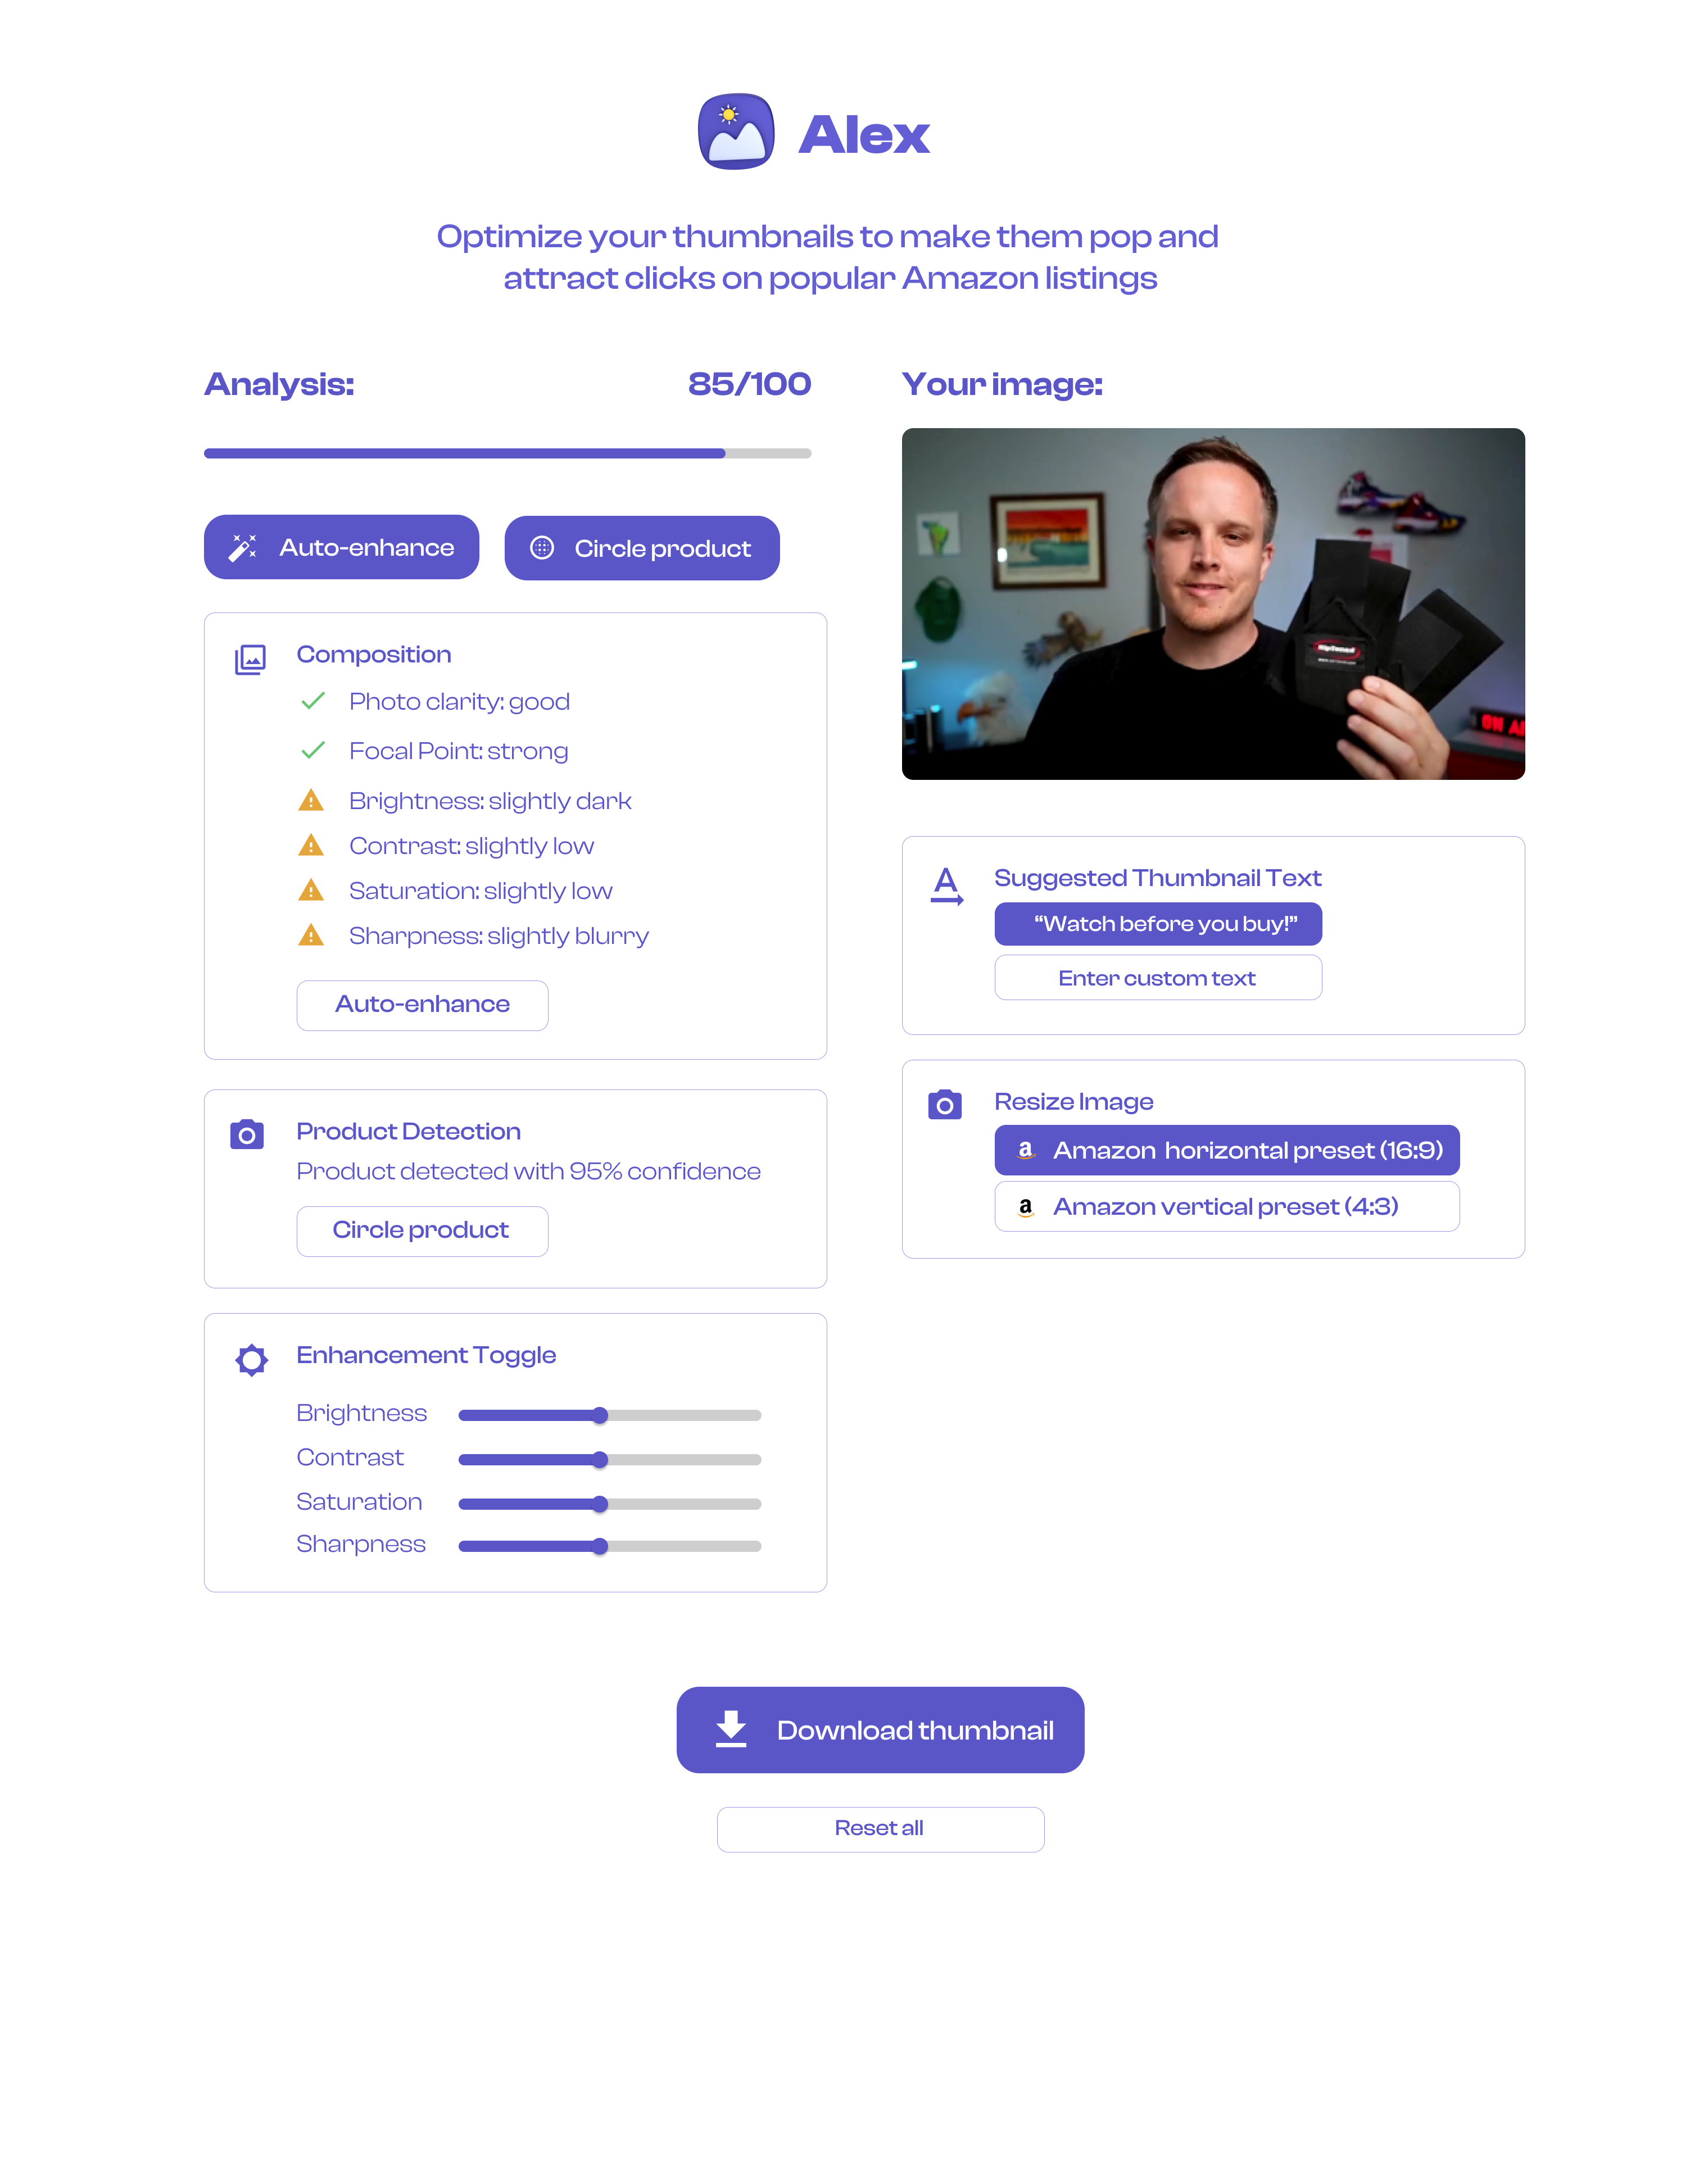 Alex
Optimize your thumbnails to make them pop and
attract clicks on popular Amazon listings
Analysis:
85/100
Auto-enhance
Circle product
Composition
Photo clarity: good
Focal Point: strong
Brightness: slightly dark
Contrast: slightly low
Saturation: slightly low
Sharpness: slightly blurry
Auto-enhance
Product Detection
Product detected with 95% confidence
Circle product
Enhancement Toggle
Brightness
Contrast
Saturation
Sharpness
Your image:
ON A
Suggested Thumbnail Text
“Watch before you buy!”
Enter custom text
Resize Image
a Amazon horizontal preset (16:9)
a Amazon vertical preset (4:3)
Download thumbnail
Reset all